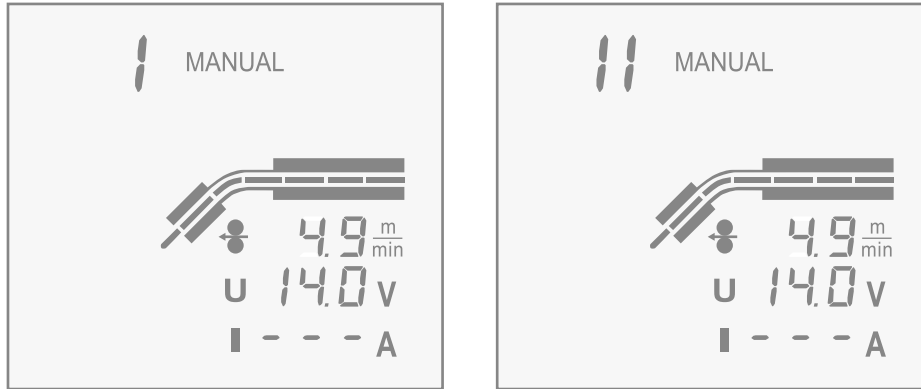 1 MANUAL
4.9 m/min
U 14.0 V
I - - - A
11 MANUAL
4.9 m/min
U 14.0 V
I - - - A